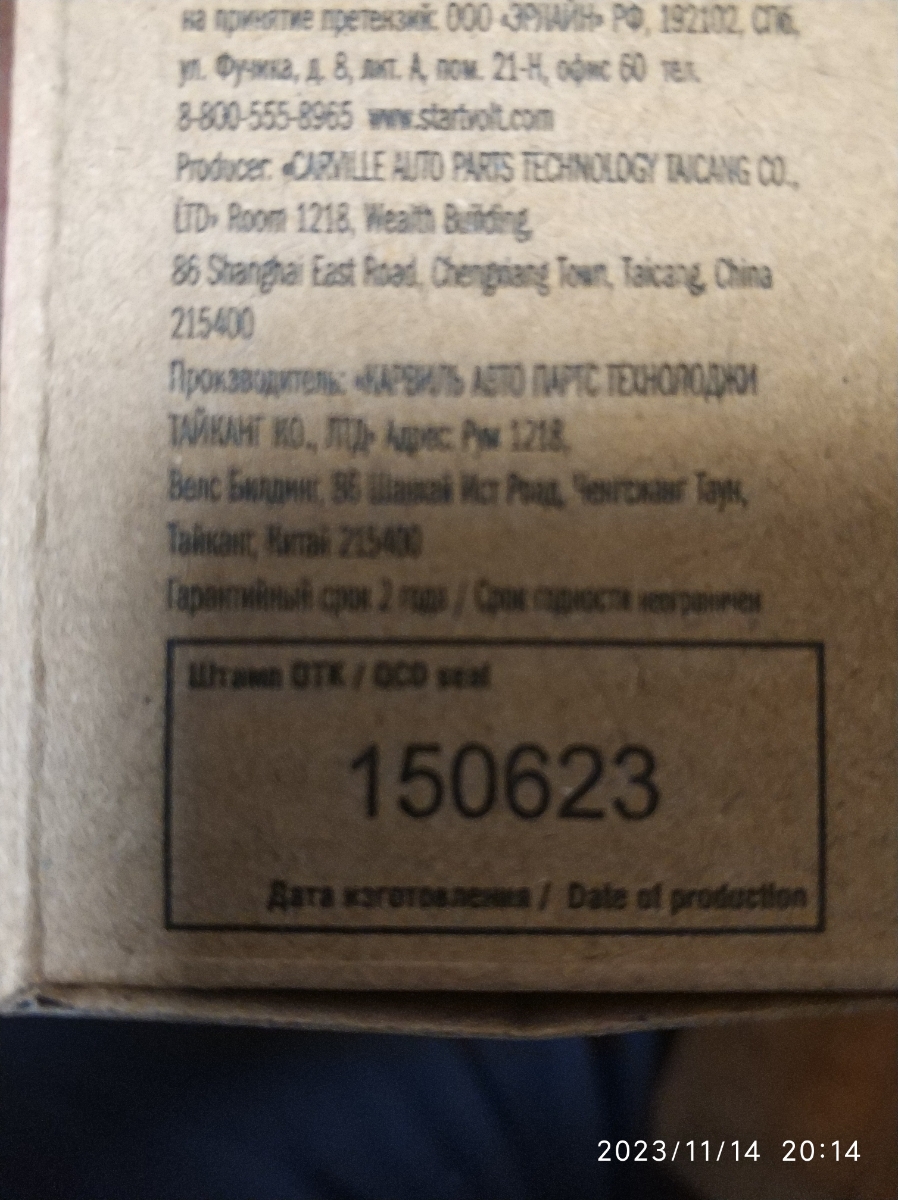 на принятие претензий: ООО «ЭРЛАЙН» РФ, 192102, СПб,
ул. Фучика, д. 8, лит. А, пом. 21-Н, офис 60 тел.
8-800-555-8965 www.startvolt.com
Producer: «CARVILLE AUTO PARTS TECHNOLOGY TAICANG CO.,
LTD» Room 1218, Wealth Building,
86 Shanghai East Road, Chengxiang Town, Taicang, China
215400
Производитель: «КАРВИЛЬ АВТО ПАРТС ТЕХНОЛОДЖИ
ТАЙКАНГ КО., ЛТД» Адрес: Рум 1218,
Велс Билдинг, 86 Шанхай Ист Роад, Ченгсианг Таун,
Тайканг, Китай 215400
Гарантийный срок 2 года / Срок годности неограничен
Штамп ОТК / QCD seal
150623
Дата изготовления / Date of production
2023/11/14 20:14